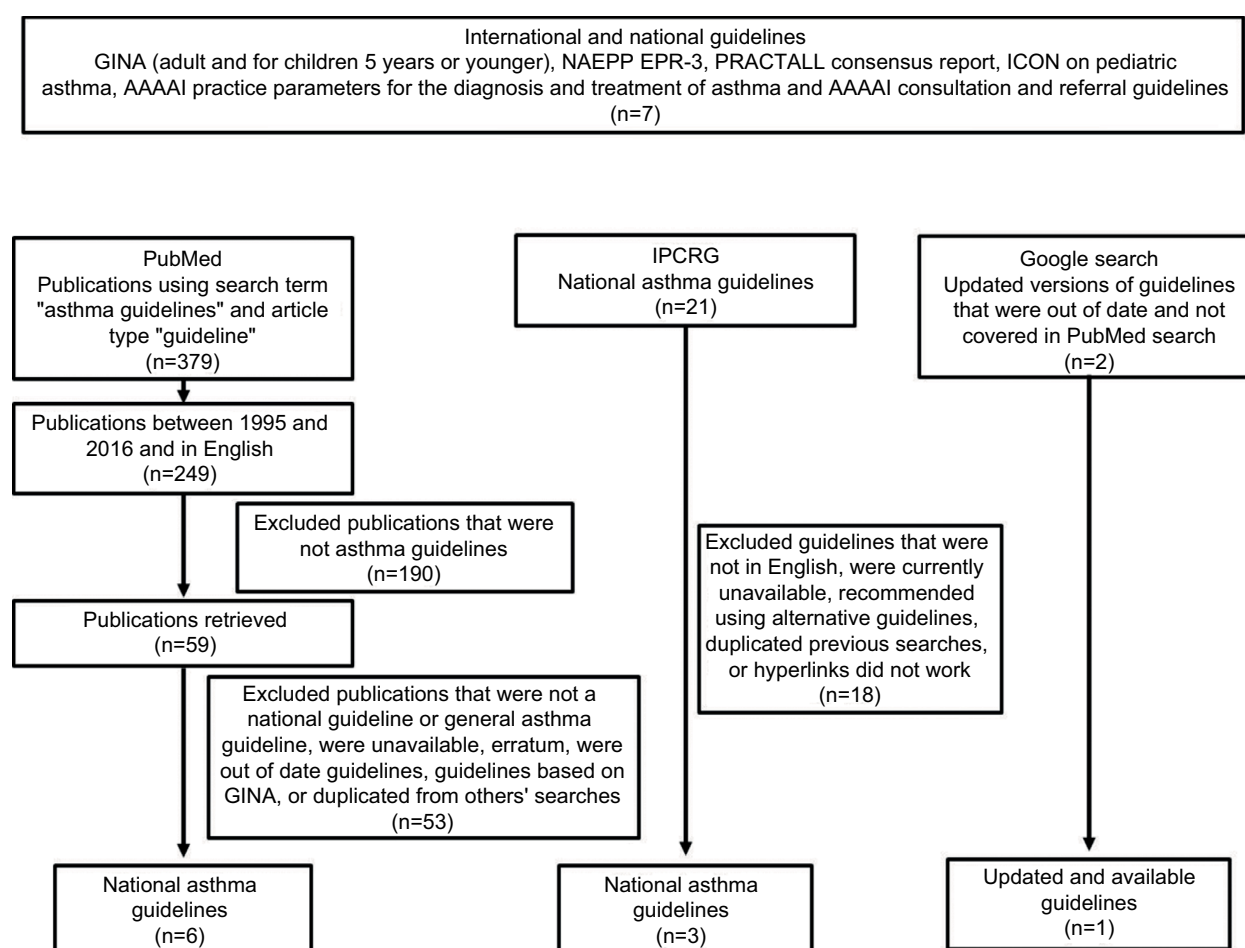 International and national guidelines
GINA (adult and for children 5 years or younger), NAEPP EPR-3, PRACTALL consensus report, ICON on pediatric
asthma, AAAAI practice parameters for the diagnosis and treatment of asthma and AAAAI consultation and referral guidelines
(n=7)
PubMed
Publications using search term
"asthma guidelines" and article
type "guideline"
(n=379)
Publications between 1995 and
2016 and in English
(n=249)
Excluded publications that were
not asthma guidelines
(n=190)
Publications retrieved
(n=59)
Excluded publications that were not a
national guideline or general asthma
guideline, were unavailable, erratum, were
out of date guidelines, guidelines based on
GINA, or duplicated from others' searches
(n=53)
National asthma
guidelines
(n=6)
IPCRG
National asthma guidelines
(n=21)
Excluded guidelines that were
not in English, were currently
unavailable, recommended
using alternative guidelines,
duplicated previous searches,
or hyperlinks did not work
(n=18)
National asthma
guidelines
(n=3)
Google search
Updated versions of guidelines
that were out of date and not
covered in PubMed search
(n=2)
Updated and available
guidelines
(n=1)